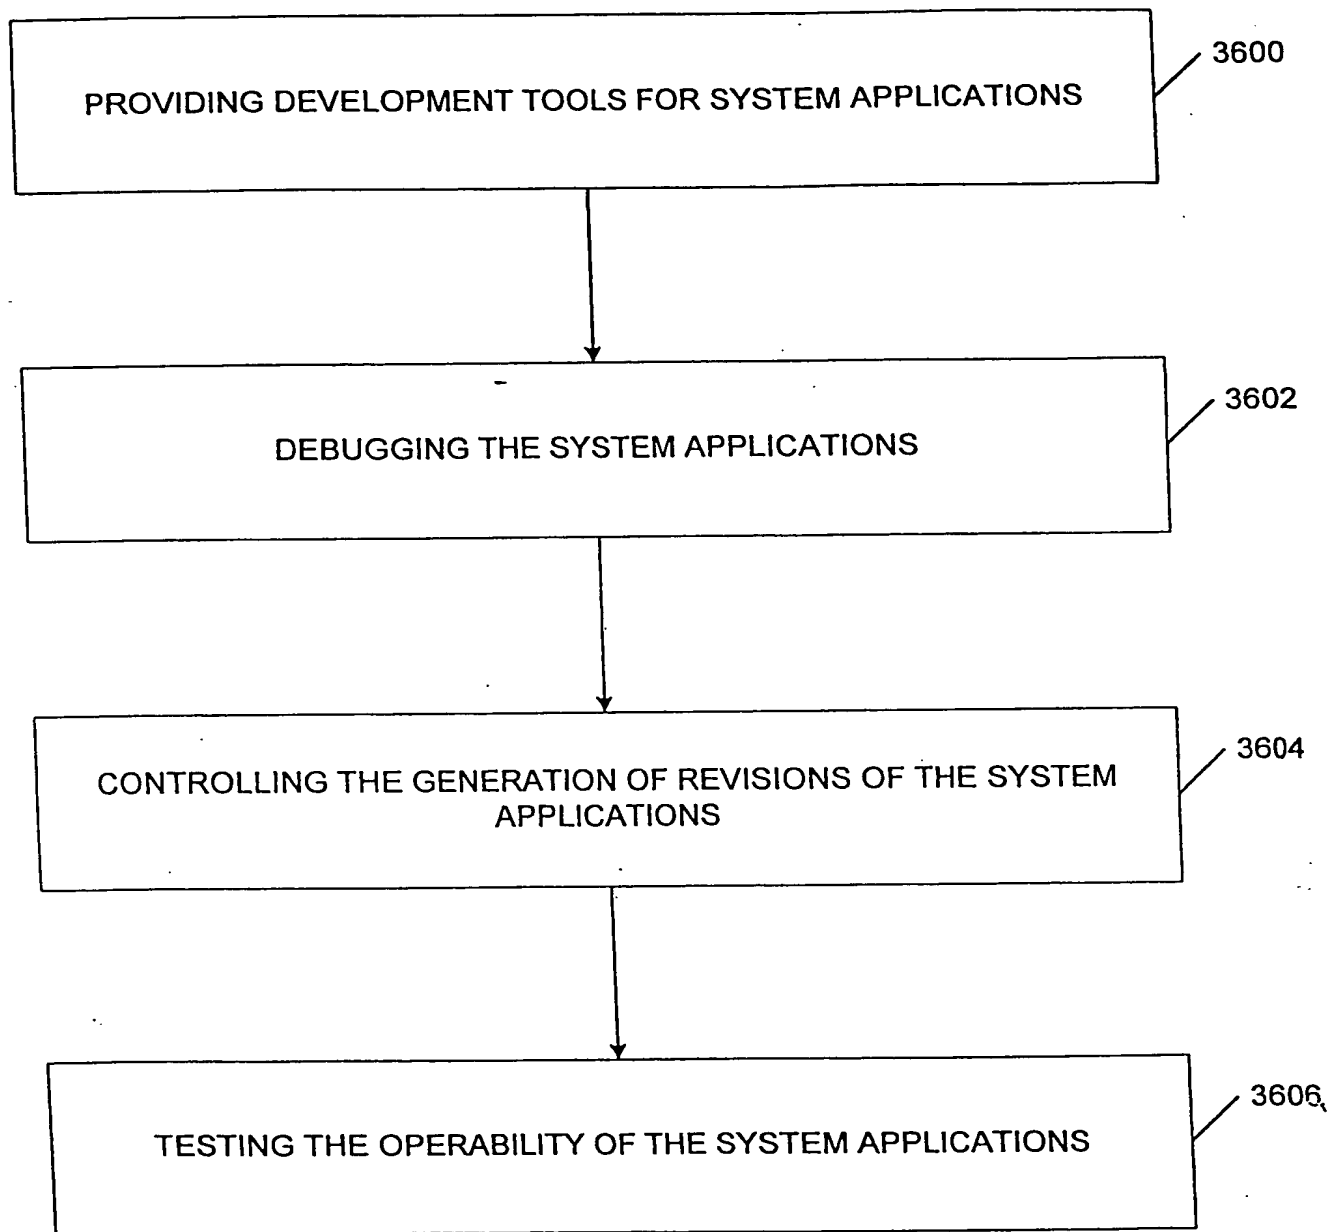 3600
PROVIDING DEVELOPMENT TOOLS FOR SYSTEM APPLICATIONS
3602
DEBUGGING THE SYSTEM APPLICATIONS
3604
CONTROLLING THE GENERATION OF REVISIONS OF THE SYSTEM
APPLICATIONS
3606
TESTING THE OPERABILITY OF THE SYSTEM APPLICATIONS